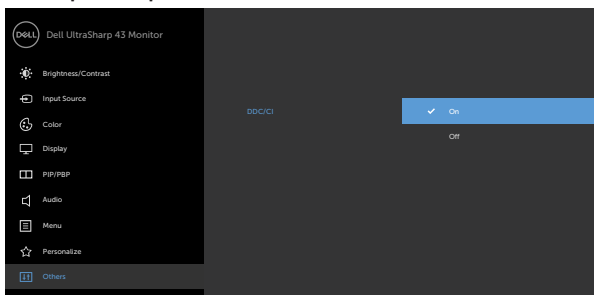 DELL
Dell UltraSharp 43 Monitor
Brightness/Contrast
Input Source
Color
Display
PIP/PBP
Audio
Menu
Personalize
Others
DDC/CI
On
Off